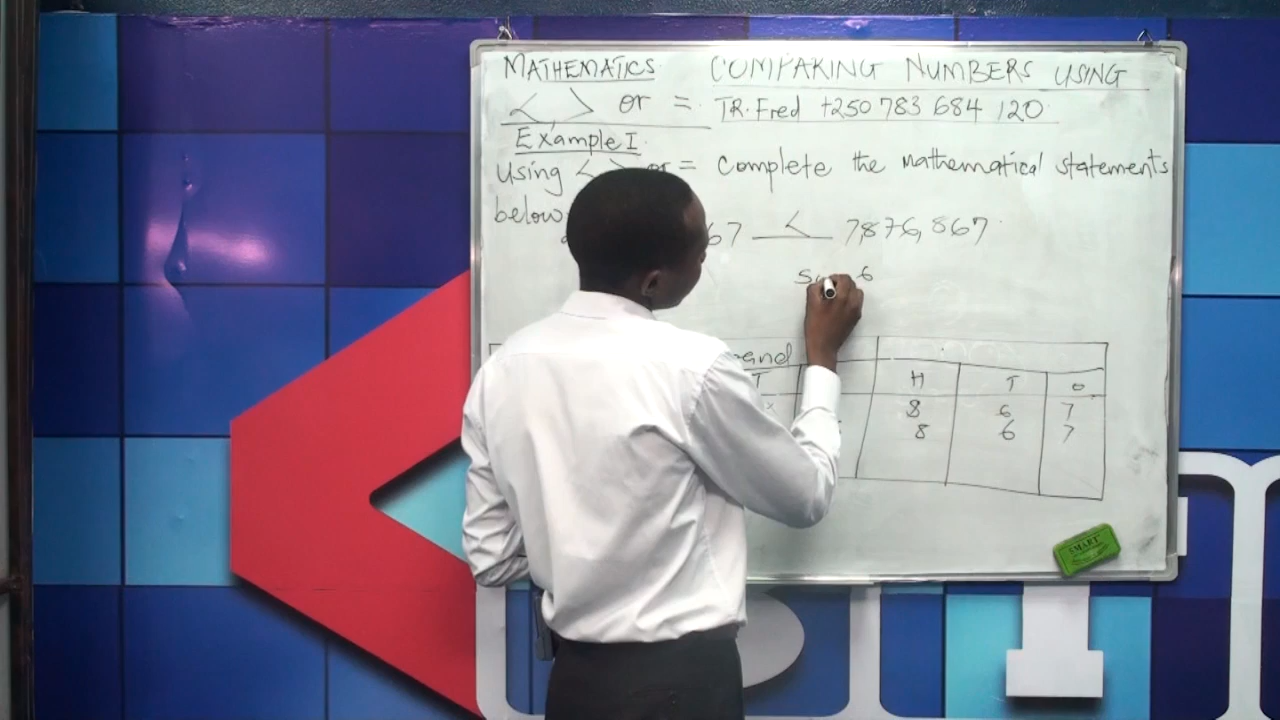 MATHEMATICS. COMPARING NUMBERS USING
< > or =. TR. Fred +250 783 684 120.
Example I.
Using < = complete the mathematical statements
below
67 < 7,876,867.
6
H T O
8 6 7
8 6 7
SMART